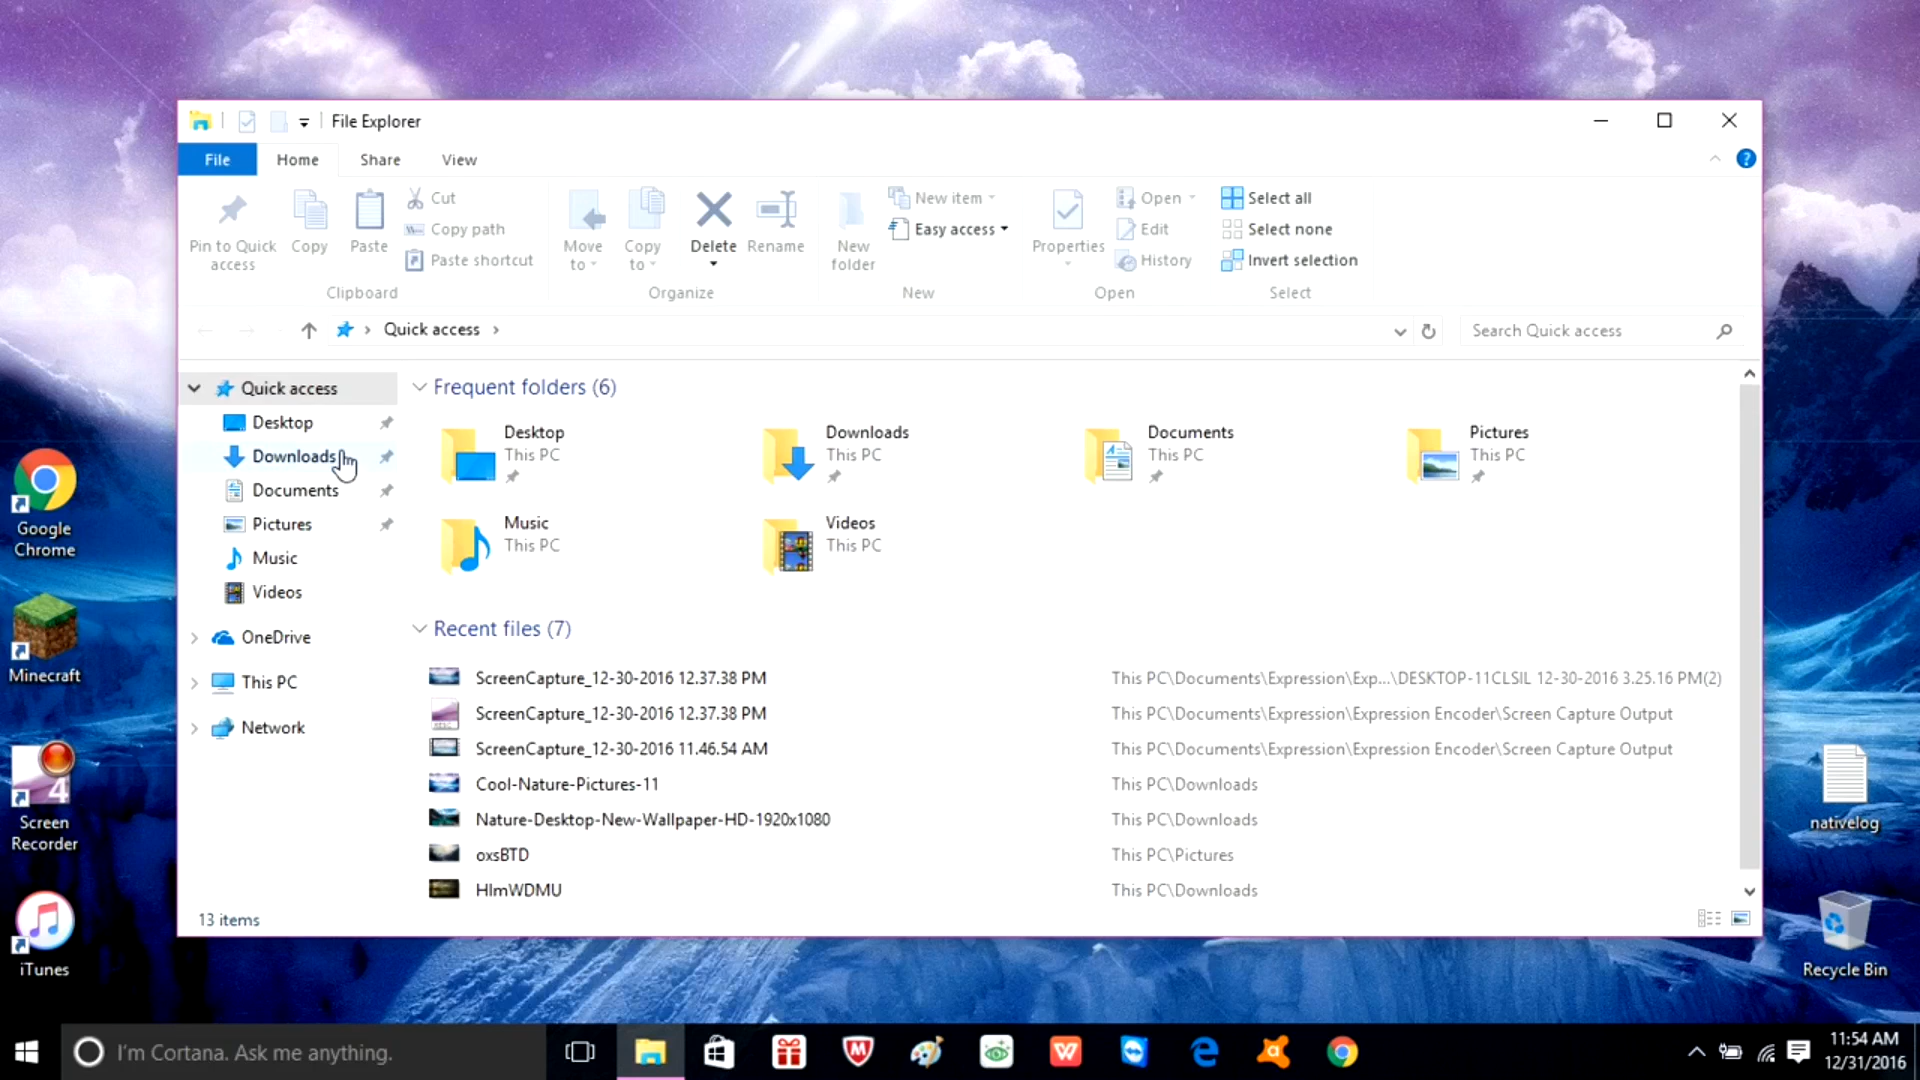 File Explorer
File Home Share View
Pin to Quick access
Copy
Paste
Cut
Copy path
Paste shortcut
Clipboard
Move to
Copy to
Delete
Rename
Organize
New folder
New item
Easy access
New
Properties
Open
Edit
History
Open
Select all
Select none
Invert selection
Select
Quick access
Search Quick access
Quick access
Desktop
Downloads
Documents
Pictures
Music
Videos
OneDrive
This PC
Network
Frequent folders (6)
Desktop
This PC
Downloads
This PC
Documents
This PC
Pictures
This PC
Music
This PC
Videos
This PC
Recent files (7)
ScreenCapture_12-30-2016 12.37.38 PM This PC\Documents\Expression\Exp...\DESKTOP-11CLSIL 12-30-2016 3.25.16 PM(2)
ScreenCapture_12-30-2016 12.37.38 PM This PC\Documents\Expression\Expression Encoder\Screen Capture Output
ScreenCapture_12-30-2016 11.46.54 AM This PC\Documents\Expression\Expression Encoder\Screen Capture Output
Cool-Nature-Pictures-11 This PC\Downloads
Nature-Desktop-New-Wallpaper-HD-1920x1080 This PC\Downloads
oxsBTD This PC\Pictures
HlmWDMU This PC\Downloads
13 items
Google Chrome
Minecraft
4
Screen Recorder
iTunes
nativelog
Recycle Bin
I'm Cortana. Ask me anything.
11:54 AM
12/31/2016